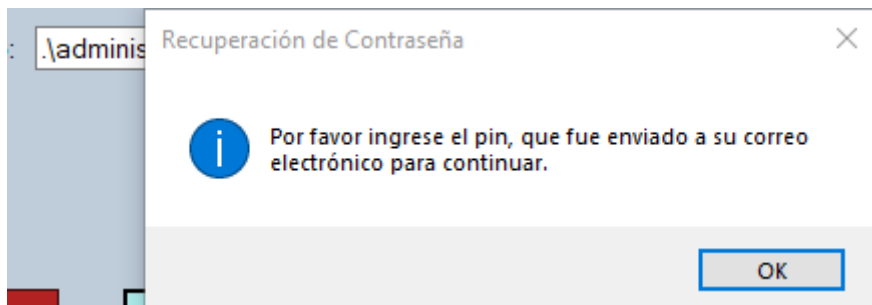 Recuperación de Contraseña
: .\adminis
Por favor ingrese el pin, que fue enviado a su correo
electrónico para continuar.
OK